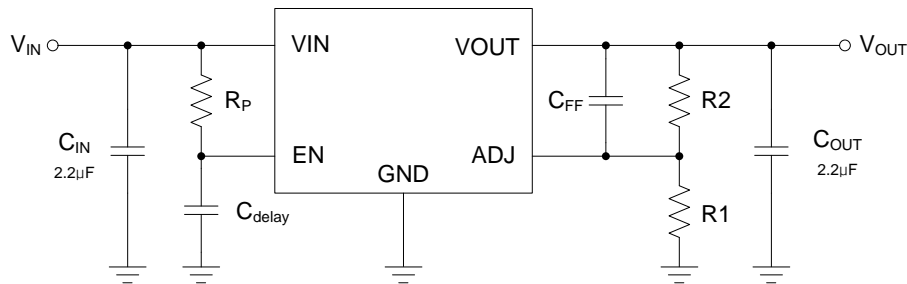 V_IN
VIN
VOUT
V_OUT
R_P
C_FF
R2
C_IN
2.2μF
EN
ADJ
C_OUT
2.2μF
GND
C_delay
R1